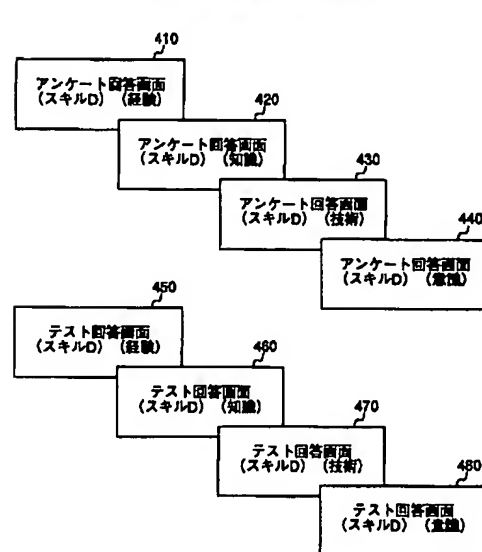 410
アンケート回答画面
(スキルD) (経験)
420
アンケート回答画面
(スキルD) (知識)
430
アンケート回答画面
(スキルD) (技術)
440
アンケート回答画面
(スキルD) (意識)
450
テスト回答画面
(スキルD) (経験)
460
テスト回答画面
(スキルD) (知識)
470
テスト回答画面
(スキルD) (技術)
480
テスト回答画面
(スキルD) (意識)